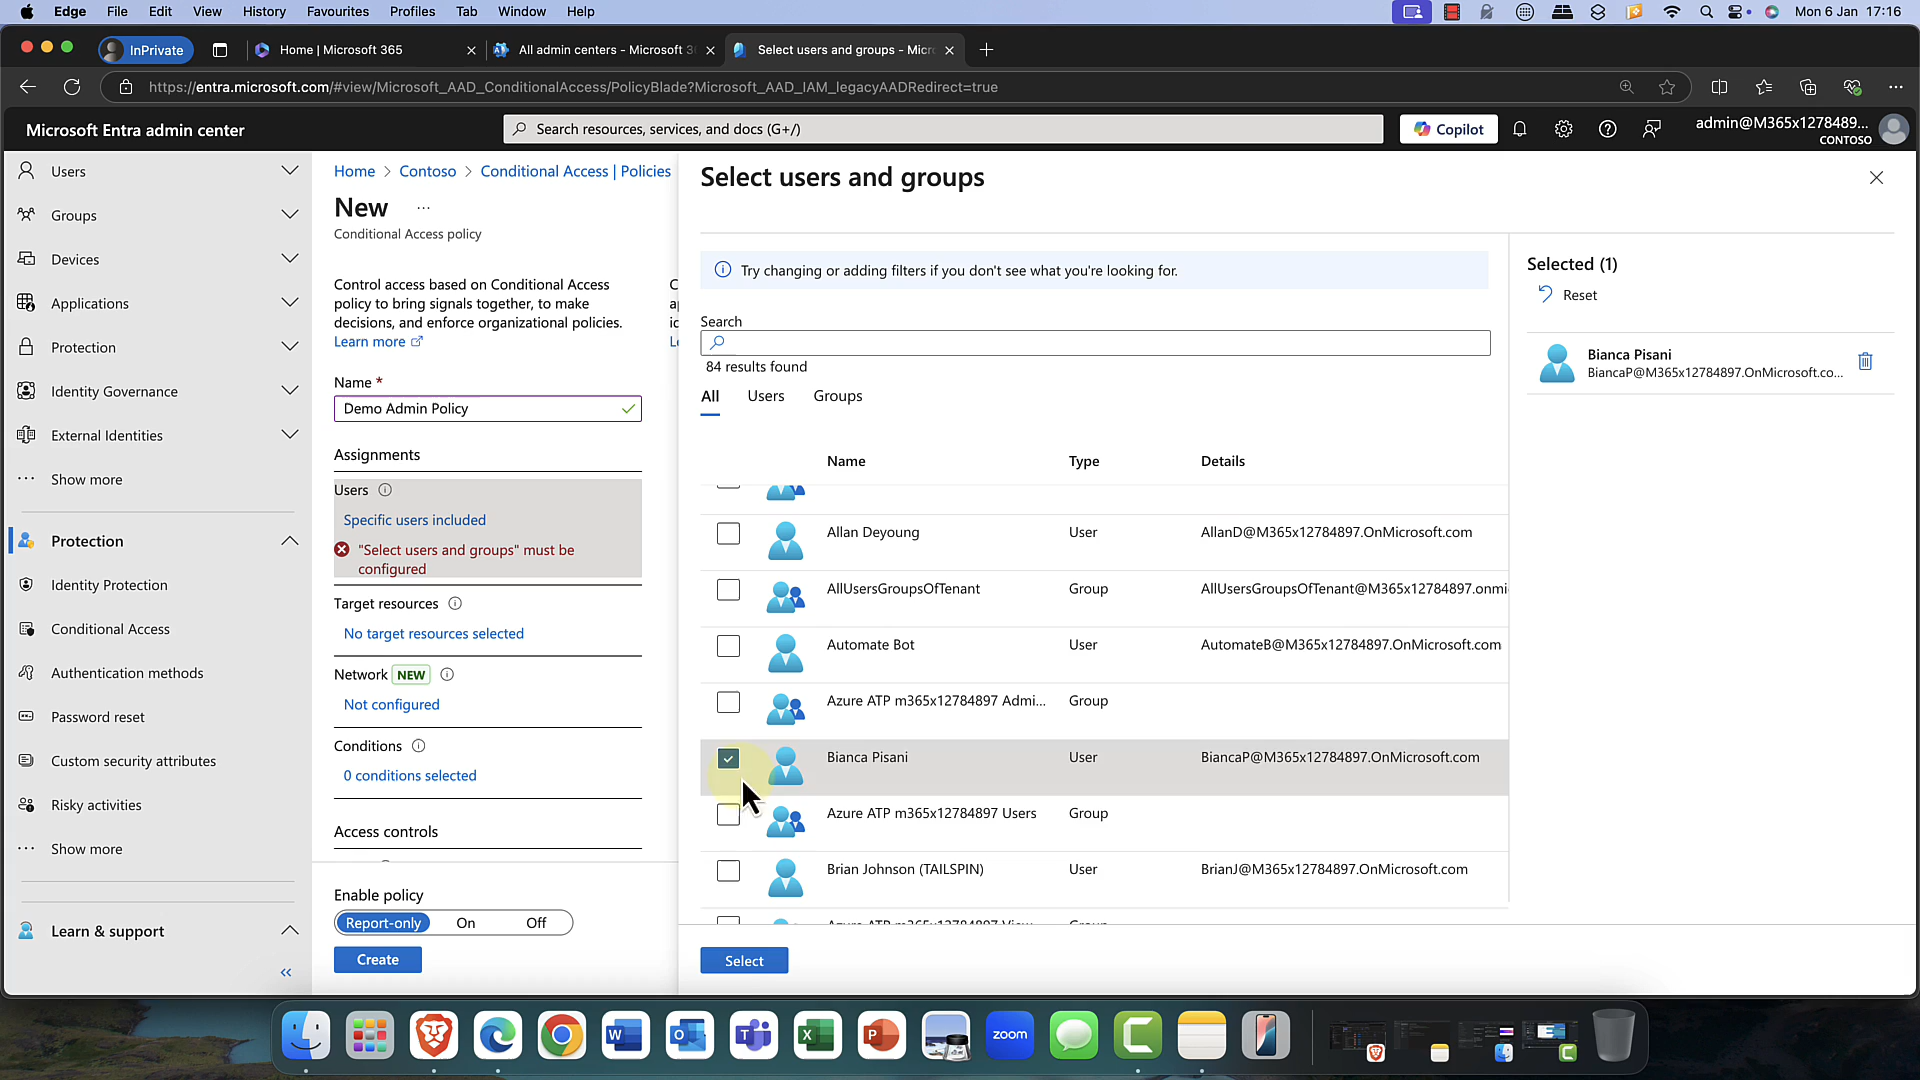 Edge File Edit View History Favourites Profiles Tab Window Help Mon 6 Jan 17:16
InPrivate Home | Microsoft 365 All admin centers - Microsoft 3 Select users and groups - Micr
https://entra.microsoft.com/#view/Microsoft_AAD_ConditionalAccess/PolicyBlade?Microsoft_AAD_IAM_legacyAADRedirect=true
Microsoft Entra admin center Search resources, services, and docs (G+/) Copilot admin@M365x1278489...
CONTOSO
Users
Groups
Devices
Applications
Protection
Identity Governance
External Identities
Show more
Protection
Identity Protection
Conditional Access
Authentication methods
Password reset
Custom security attributes
Risky activities
Show more
Learn & support
Home > Contoso > Conditional Access | Policies
New ...
Conditional Access policy
Control access based on Conditional Access
policy to bring signals together, to make
decisions, and enforce organizational policies.
Learn more
Name *
Demo Admin Policy
Assignments
Users
Specific users included
"Select users and groups" must be
configured
Target resources
No target resources selected
Network NEW
Not configured
Conditions
0 conditions selected
Access controls
Enable policy
Report-only On Off
Create
Select users and groups
Try changing or adding filters if you don't see what you're looking for.
Search
84 results found
All Users Groups
Name Type Details
Allan Deyoung User AllanD@M365x12784897.OnMicrosoft.com
AllUsersGroupsOfTenant Group AllUsersGroupsOfTenant@M365x12784897.onmi
Automate Bot User AutomateB@M365x12784897.OnMicrosoft.com
Azure ATP m365x12784897 Admi... Group
Bianca Pisani User BiancaP@M365x12784897.OnMicrosoft.com
Azure ATP m365x12784897 Users Group
Brian Johnson (TAILSPIN) User BrianJ@M365x12784897.OnMicrosoft.com
Select
Selected (1)
Reset
Bianca Pisani
BiancaP@M365x12784897.OnMicrosoft.co...
zoom